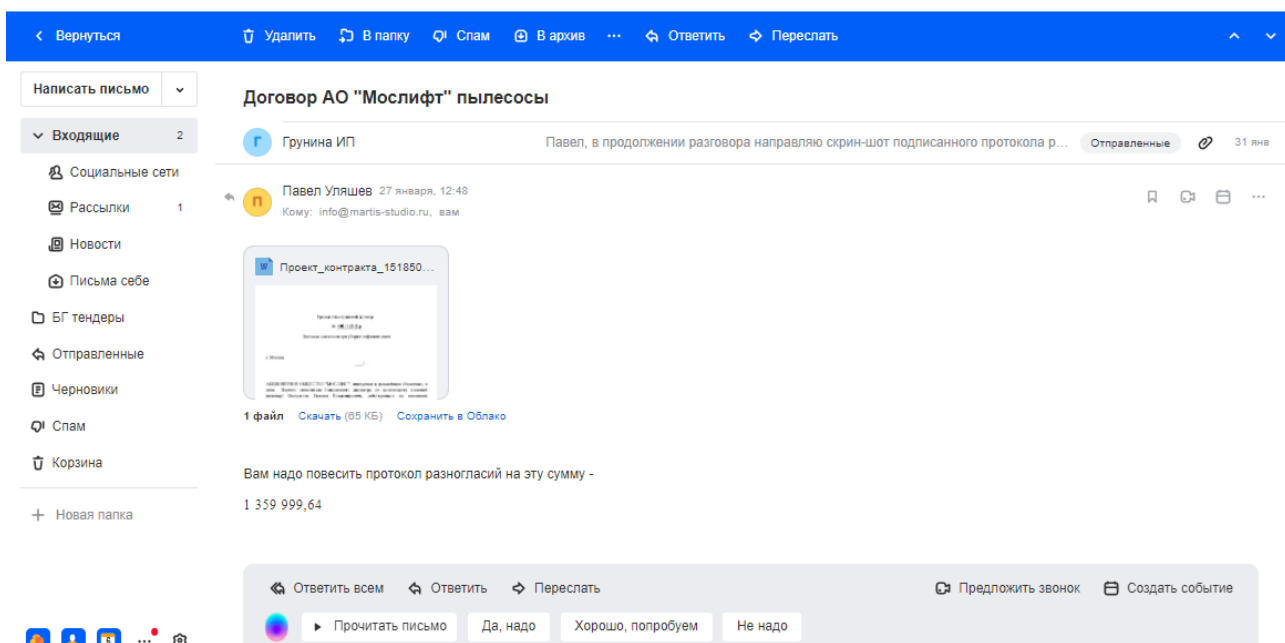 Вернуться
Удалить В папку Спам В архив ... Ответить Переслать
Написать письмо
Входящие 2
Социальные сети
Рассылки 1
Новости
Письма себе
БГ тендеры
Отправленные
Черновики
Спам
Корзина
+ Новая папка
Договор АО "Мослифт" пылесосы
Г Грунина ИП Павел, в продолжении разговора направляю скрин-шот подписанного протокола р... Отправленные 31 янв
П Павел Уляшев 27 января, 12:48
Кому: info@martis-studio.ru, вам
W Проект_контракта_151850...
1 файл Скачать (65 КБ) Сохранить в Облако
Вам надо повесить протокол разногласий на эту сумму -
1 359 999,64
Ответить всем Ответить Переслать Предложить звонок Создать событие
Прочитать письмо Да, надо Хорошо, попробуем Не надо